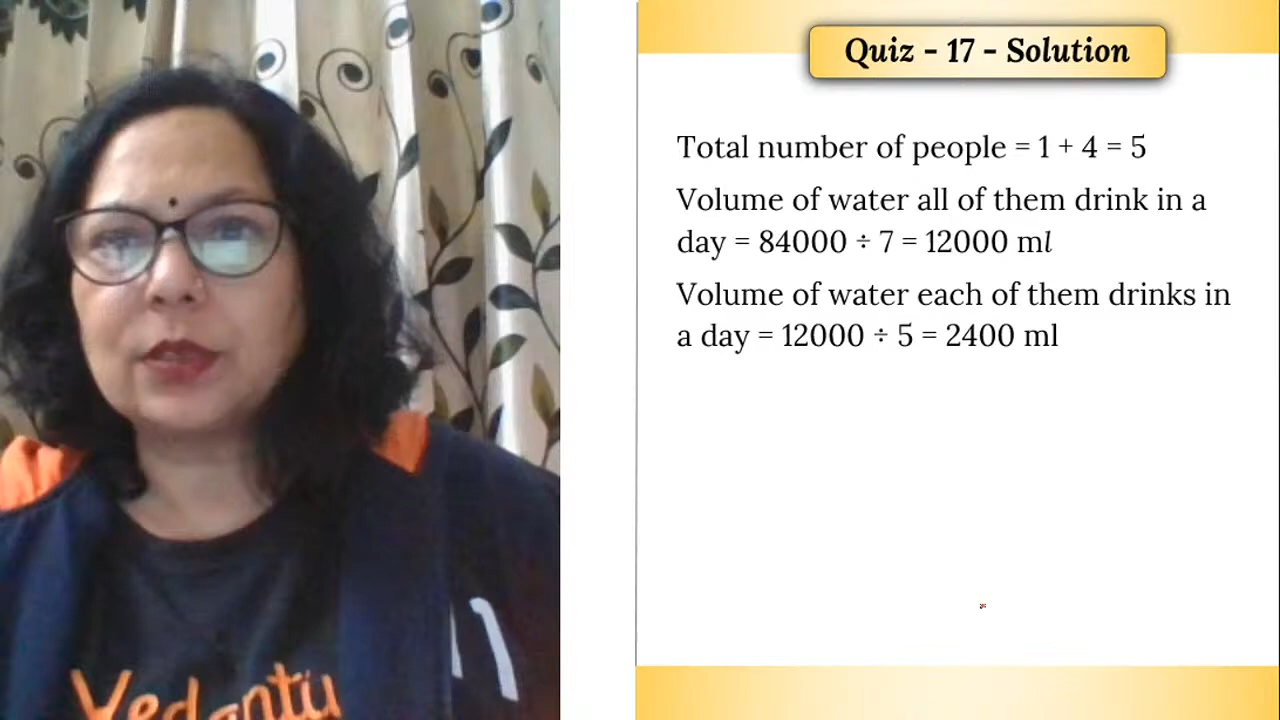 Quiz - 17 - Solution
Total number of people = 1 + 4 = 5
Volume of water all of them drink in a
day = 84000 ÷ 7 = 12000 ml
Volume of water each of them drinks in
a day = 12000 ÷ 5 = 2400 ml
Vedantu